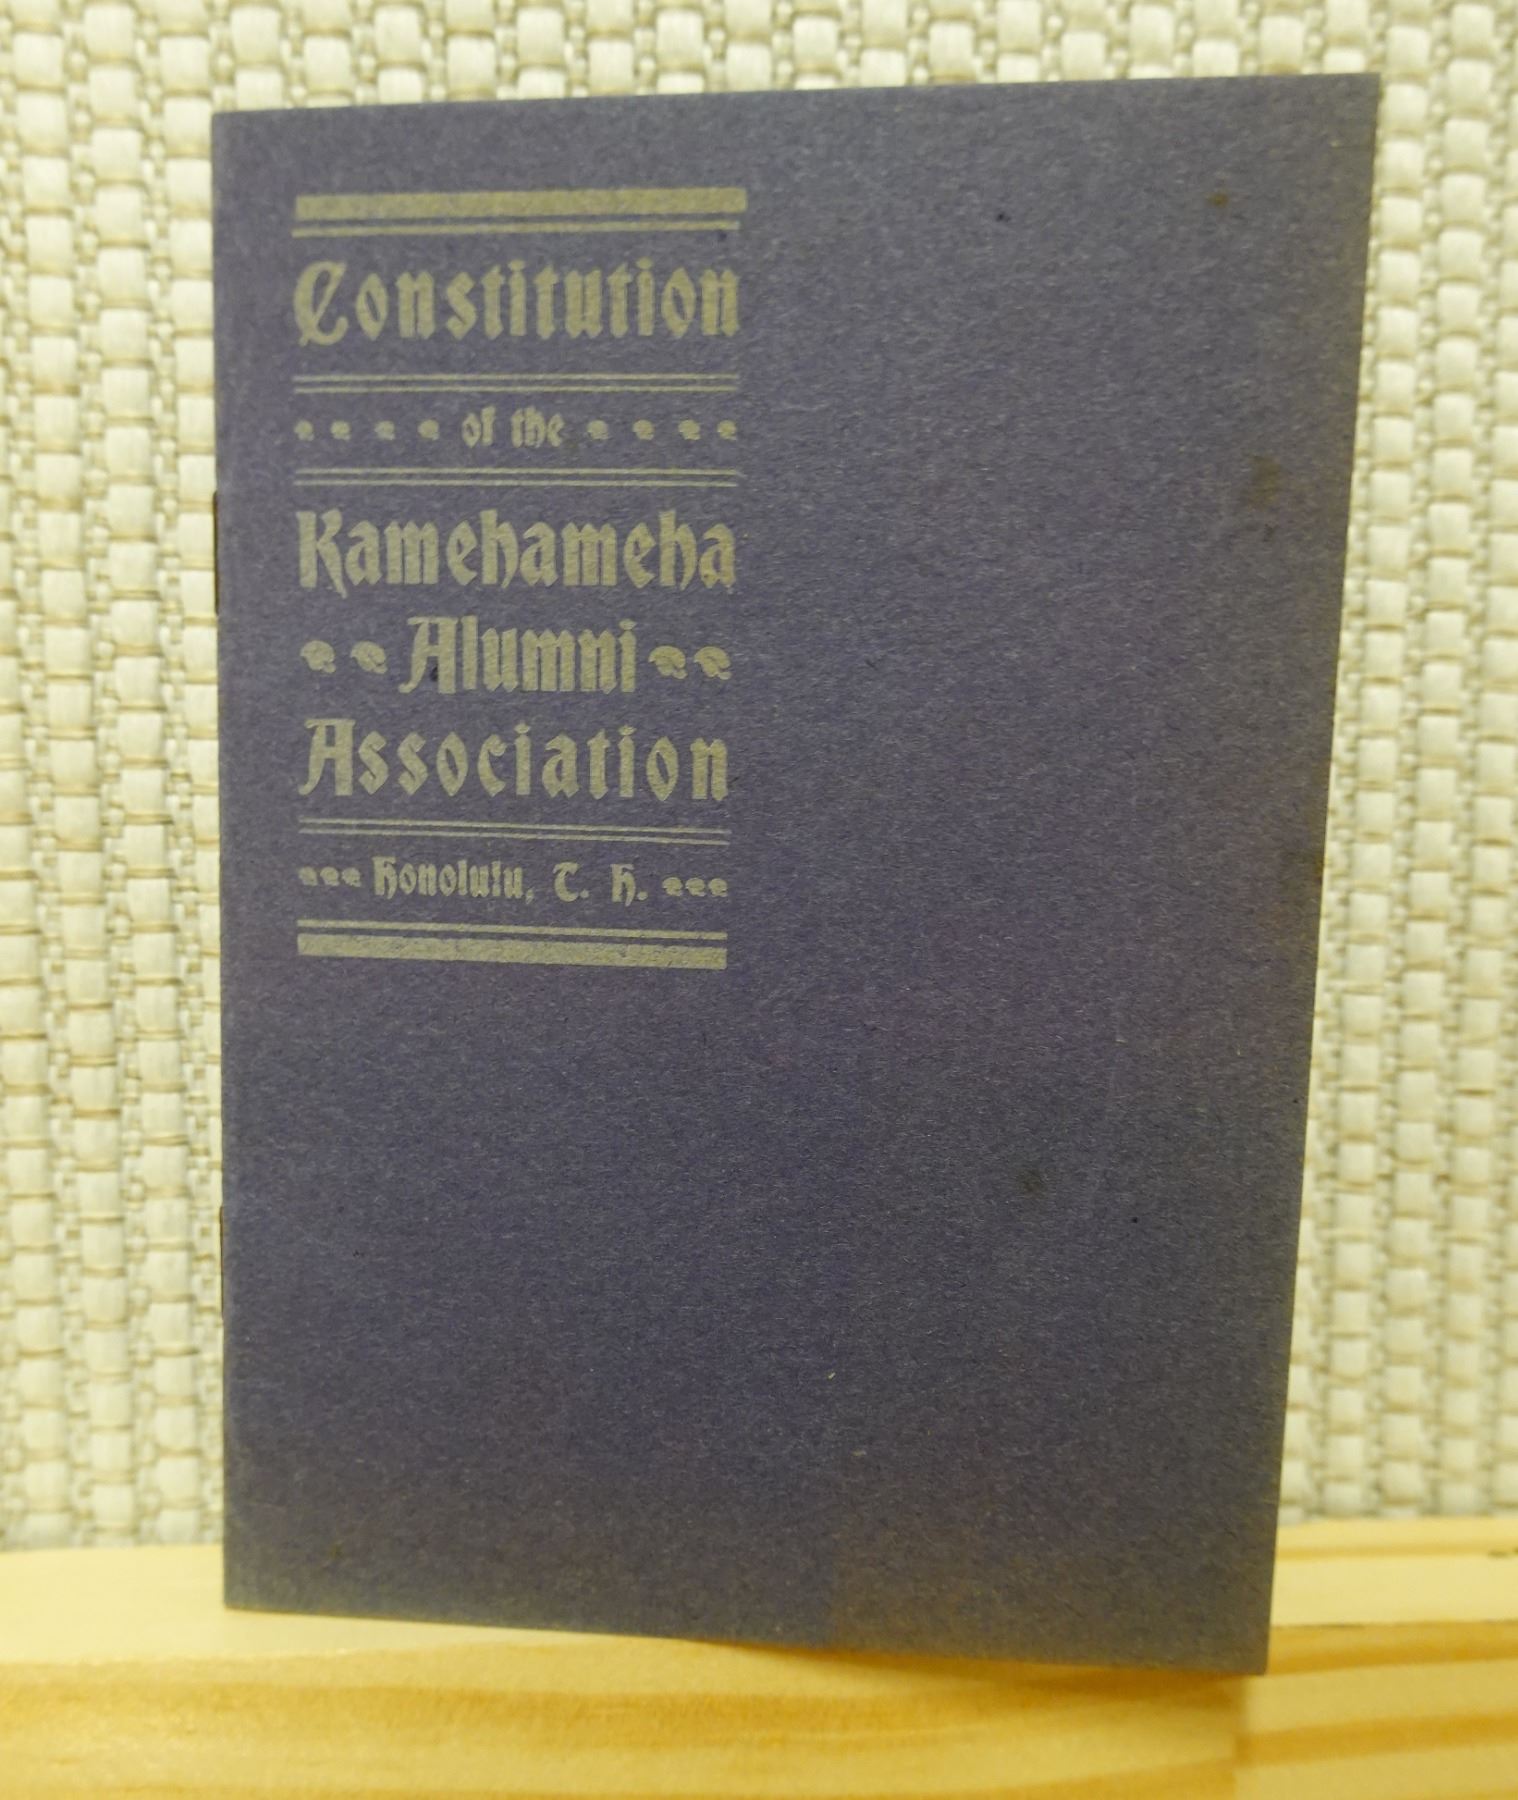 Constitution
of the
Kamehameha
Alumni
Association
Honolulu, T. H.